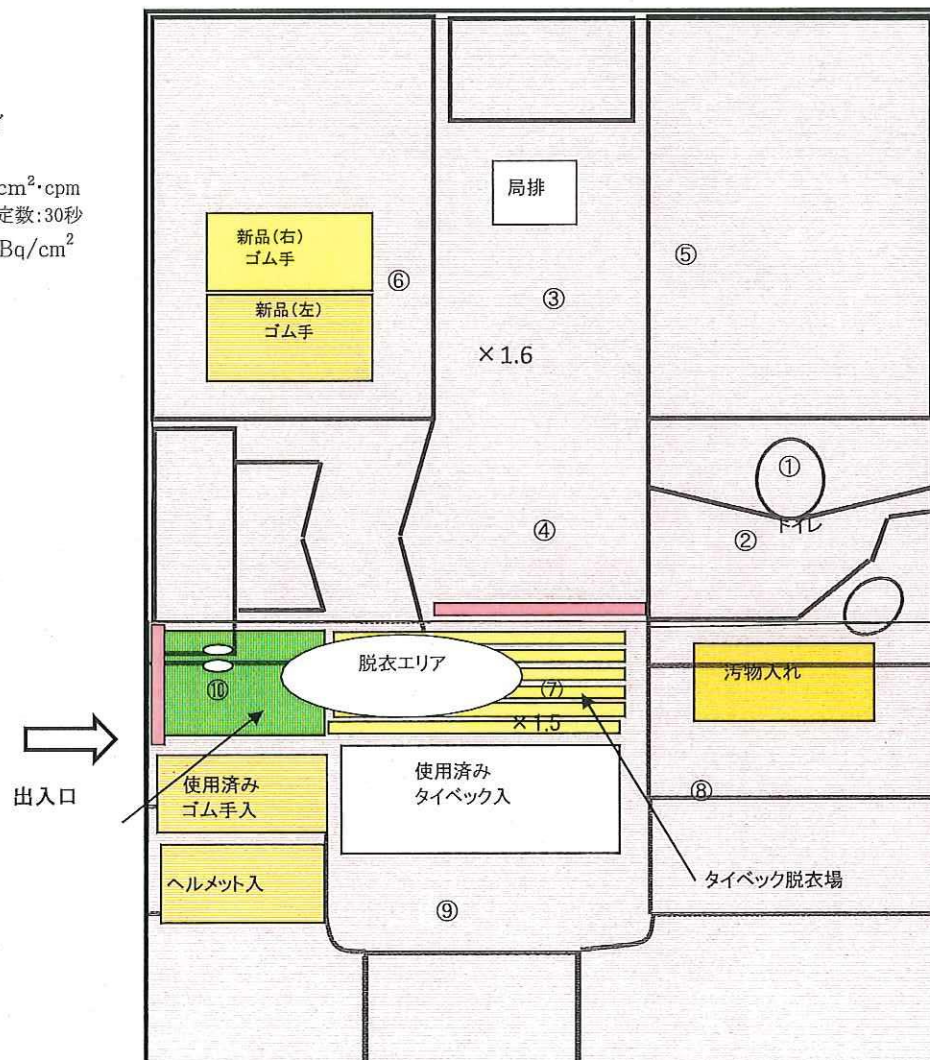 cm²・cpm
定数:30秒
Bq/cm²
局排
新品(右)
ゴム手
⑥
新品(左)
ゴム手
⑤
③
×1.6
①
トイレ
②
④
脱衣エリア
⑩
⑦
×1.5
汚物入れ
出入口
使用済み
ゴム手入
使用済み
タイベック入
⑧
ヘルメット入
タイベック脱衣場
⑨